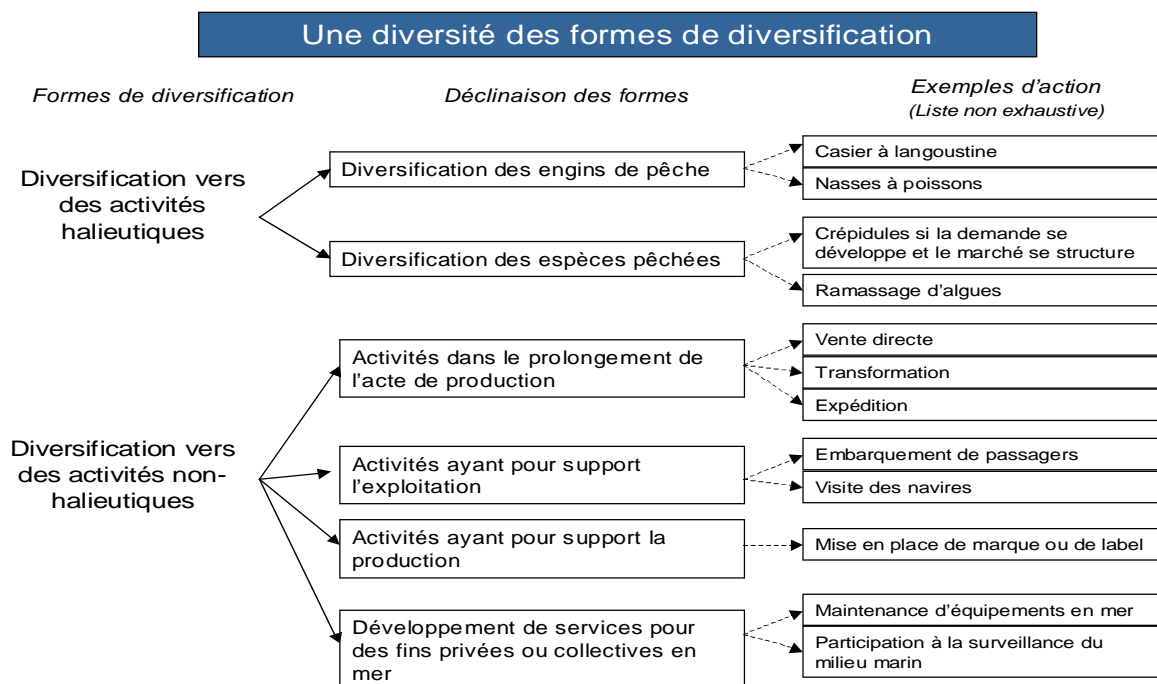 Une diversité des formes de diversification
Formes de diversification
Déclinaison des formes
Exemples d’action
(Liste non exhaustive)
Diversification vers
des activités
halieutiques
Diversification des engins de pêche
Casier à langoustine
Nasses à poissons
Diversification des espèces pêchées
Crépidules si la demande se
développe et le marché se structure
Ramassage d’algues
Diversification vers
des activités non-
halieutiques
Activités dans le prolongement de
l’acte de production
Vente directe
Transformation
Expédition
Activités ayant pour support
l’exploitation
Embarquement de passagers
Visite des navires
Activités ayant pour support la
production
Mise en place de marque ou de label
Développement de services pour
des fins privées ou collectives en
mer
Maintenance d’équipements en mer
Participation à la surveillance du
milieu marin